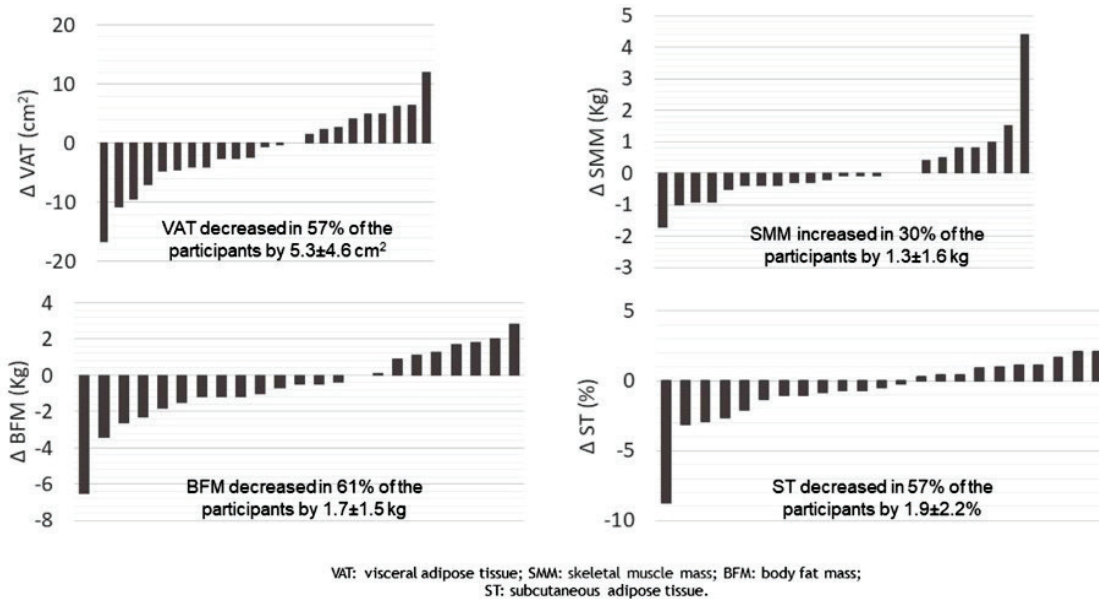 20
10
0
-10
-20
Δ VAT (cm²)
VAT decreased in 57% of the
participants by 5.3±4.6 cm²
5
4
3
2
1
0
-1
-2
-3
Δ SMM (Kg)
SMM increased in 30% of the
participants by 1.3±1.6 kg
4
2
0
-2
-4
-6
-8
Δ BFM (Kg)
BFM decreased in 61% of the
participants by 1.7±1.5 kg
5
0
-5
-10
Δ ST (%)
ST decreased in 57% of the
participants by 1.9±2.2%
VAT: visceral adipose tissue; SMM: skeletal muscle mass; BFM: body fat mass;
ST: subcutaneous adipose tissue.